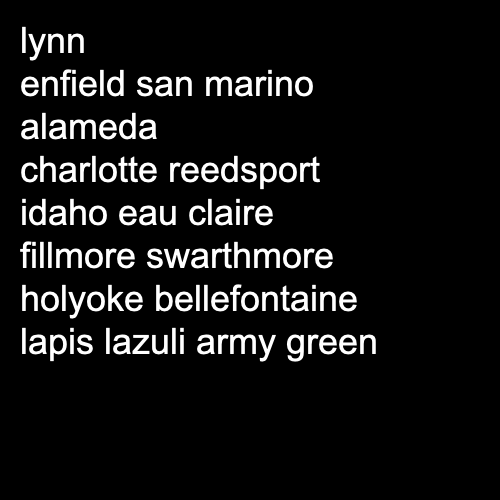 lynn
enfield san marino
alameda
charlotte reedsport
idaho eau claire
fillmore swarthmore
holyoke bellefontaine
lapis lazuli army green